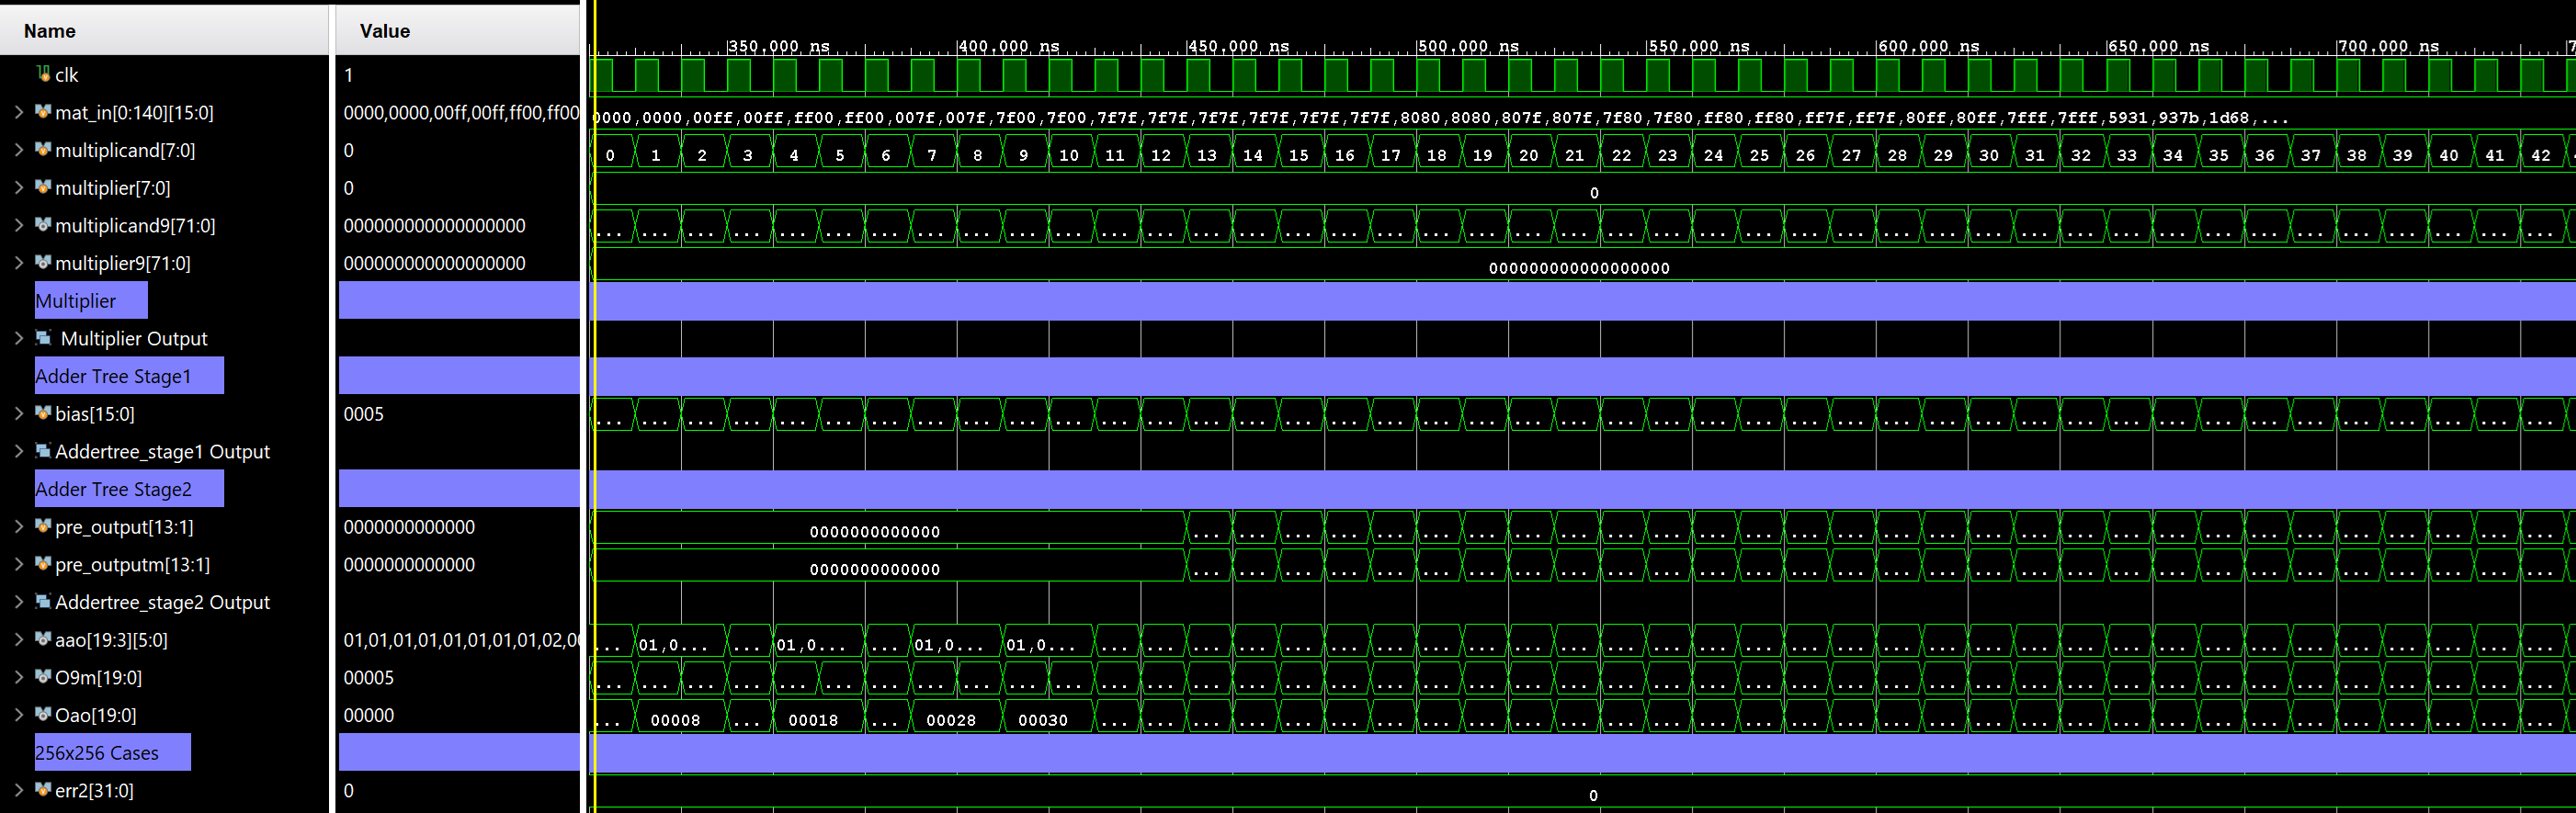 Name Value
350.000 ns 400.000 ns 450.000 ns 500.000 ns 550.000 ns 600.000 ns 650.000 ns 700.000 ns
clk 1
mat_in[0:140][15:0] 0000,0000,00ff,00ff,ff00,ff00 0000,0000,00ff,00ff,ff00,ff00,007f,007f,7f00,7f00,7f7f,7f7f,7f7f,7f7f,7f7f,7f7f,8080,8080,807f,807f,7f80,7f80,ff80,ff80,ff7f,ff7f,80ff,80ff,7fff,7fff,5931,937b,1d68,...
multiplicand[7:0] 0 0 1 2 3 4 5 6 7 8 9 10 11 12 13 14 15 16 17 18 19 20 21 22 23 24 25 26 27 28 29 30 31 32 33 34 35 36 37 38 39 40 41 42
multiplier[7:0] 0 0
multiplicand9[71:0] 000000000000000000 ... ... ... ... ... ... ... ... ... ... ... ... ... ... ... ... ... ... ... ... ... ... ... ... ... ... ... ... ... ... ... ... ... ... ... ... ... ... ... ... ... ... ...
multiplier9[71:0] 000000000000000000 000000000000000000
Multiplier
Multiplier Output
Adder Tree Stage1
bias[15:0] 0005 ... ... ... ... ... ... ... ... ... ... ... ... ... ... ... ... ... ... ... ... ... ... ... ... ... ... ... ... ... ... ... ... ... ... ... ... ... ... ... ... ... ... ...
Addertree_stage1 Output
Adder Tree Stage2
pre_output[13:1] 0000000000000 0000000000000 ... ... ... ... ... ... ... ... ... ... ... ... ... ... ... ... ... ... ... ... ... ... ... ... ... ... ... ... ... ...
pre_outputm[13:1] 0000000000000 0000000000000 ... ... ... ... ... ... ... ... ... ... ... ... ... ... ... ... ... ... ... ... ... ... ... ... ... ... ... ... ... ...
Addertree_stage2 Output
aao[19:3][5:0] 01,01,01,01,01,01,01,01,02,00 ... 01,0... ... 01,0... ... 01,0... 01,0... ... ... ... ... ... ... ... ... ... ... ... ... ... ... ... ... ... ... ... ... ... ... ... ... ... ... ... ... ... ... ... ...
O9m[19:0] 00005 ... ... ... ... ... ... ... ... ... ... ... ... ... ... ... ... ... ... ... ... ... ... ... ... ... ... ... ... ... ... ... ... ... ... ... ... ... ... ... ... ... ... ...
Oao[19:0] 00000 ... 00008 ... 00018 ... 00028 00030 ... ... ... ... ... ... ... ... ... ... ... ... ... ... ... ... ... ... ... ... ... ... ... ... ... ... ... ... ... ... ... ...
256x256 Cases
err2[31:0] 0 0